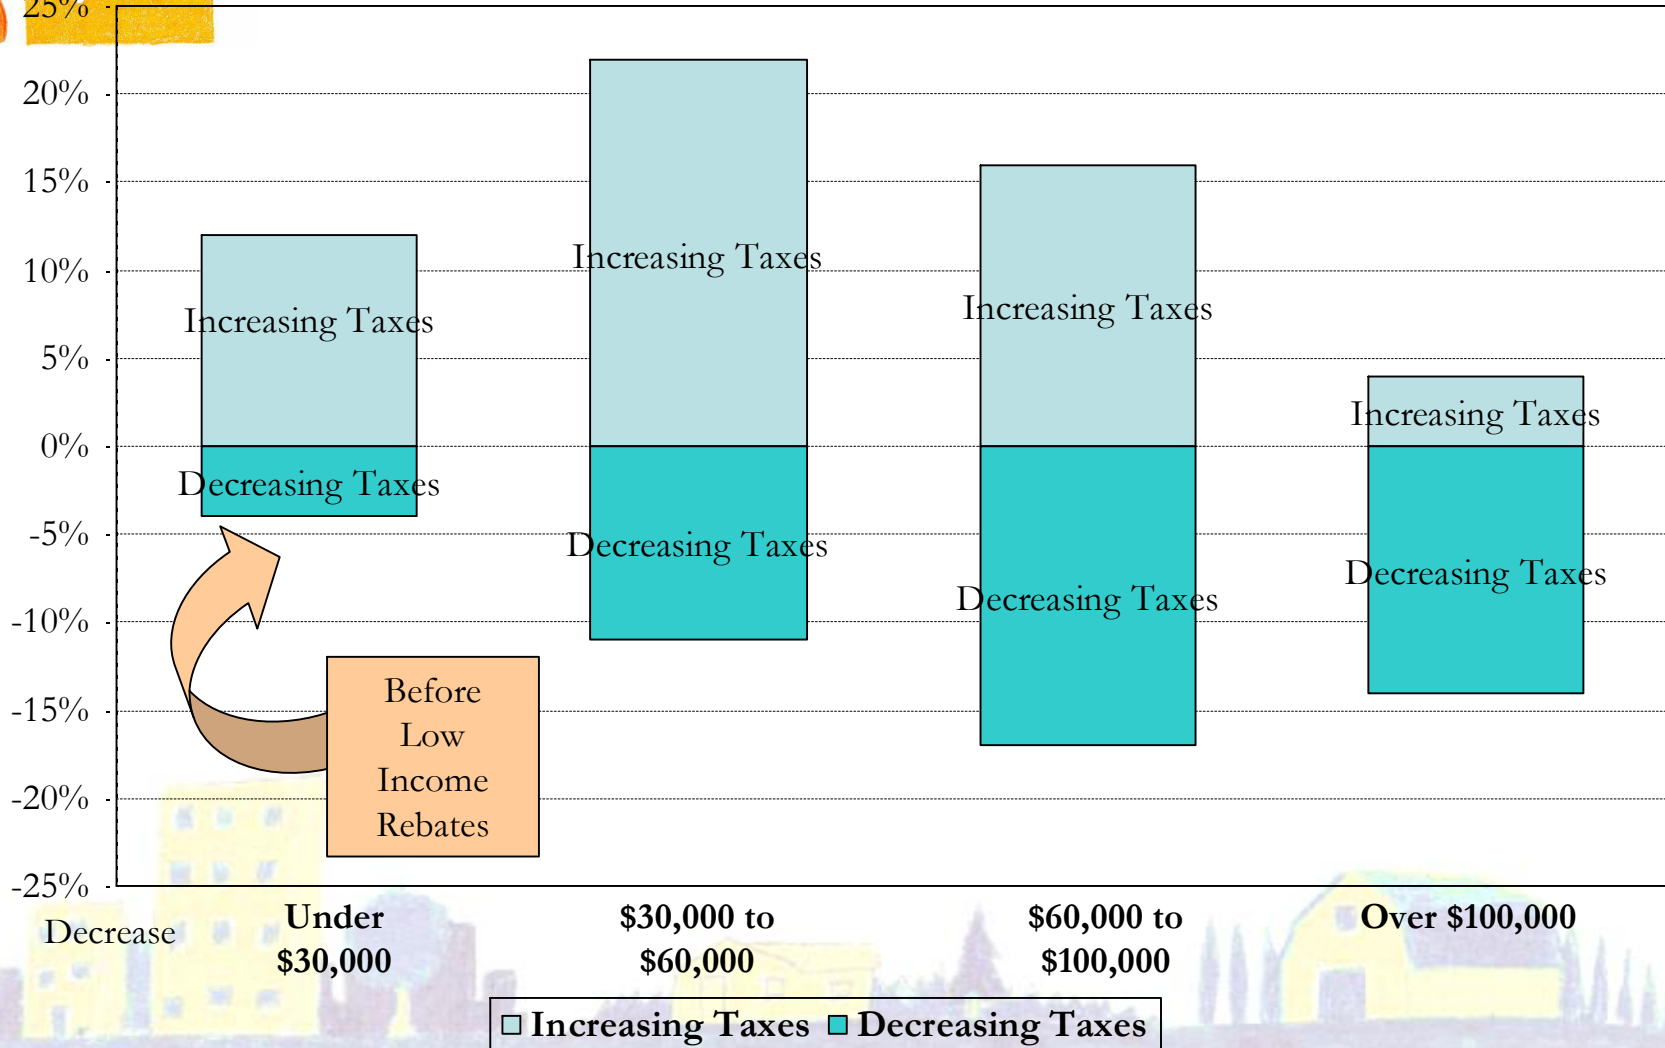 25%
20%
15%
10%
5%
0%
-5%
-10%
-15%
-20%
-25%
Increasing Taxes
Decreasing Taxes
Increasing Taxes
Decreasing Taxes
Increasing Taxes
Decreasing Taxes
Increasing Taxes
Decreasing Taxes
Before
Low
Income
Rebates
Decrease
Under
$30,000
$30,000 to
$60,000
$60,000 to
$100,000
Over $100,000
Increasing Taxes
Decreasing Taxes